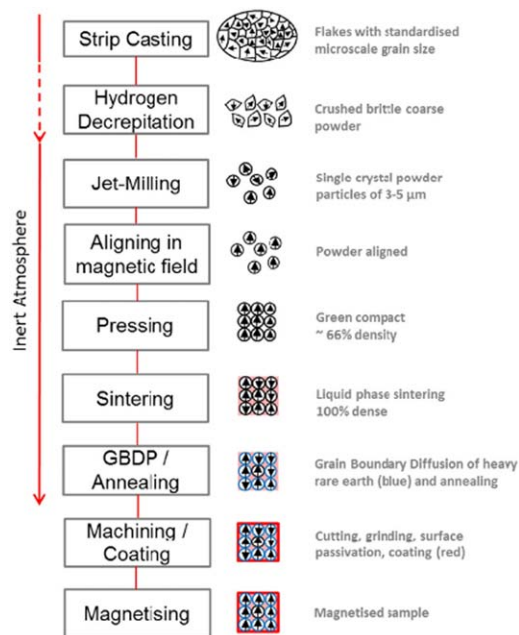 Strip Casting
Flakes with standardised
microscale grain size
Hydrogen
Decrepitation
Crushed brittle coarse
powder
Jet-Milling
Single crystal powder
particles of 3-5 µm
Aligning in
magnetic field
Powder aligned
Pressing
Green compact
~ 66% density
Sintering
Liquid phase sintering
100% dense
GBDP /
Annealing
Grain Boundary Diffusion of heavy
rare earth (blue) and annealing
Machining /
Coating
Cutting, grinding, surface
passivation, coating (red)
Magnetising
Magnetised sample
Inert Atmosphere